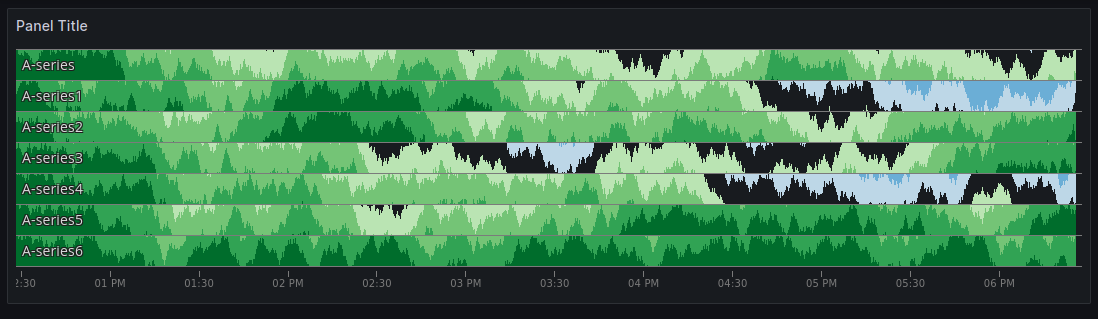 Panel Title
A-series
A-series1
A-series2
A-series3
A-series4
A-series5
A-series6
2:30 01 PM 01:30 02 PM 02:30 03 PM 03:30 04 PM 04:30 05 PM 05:30 06 PM